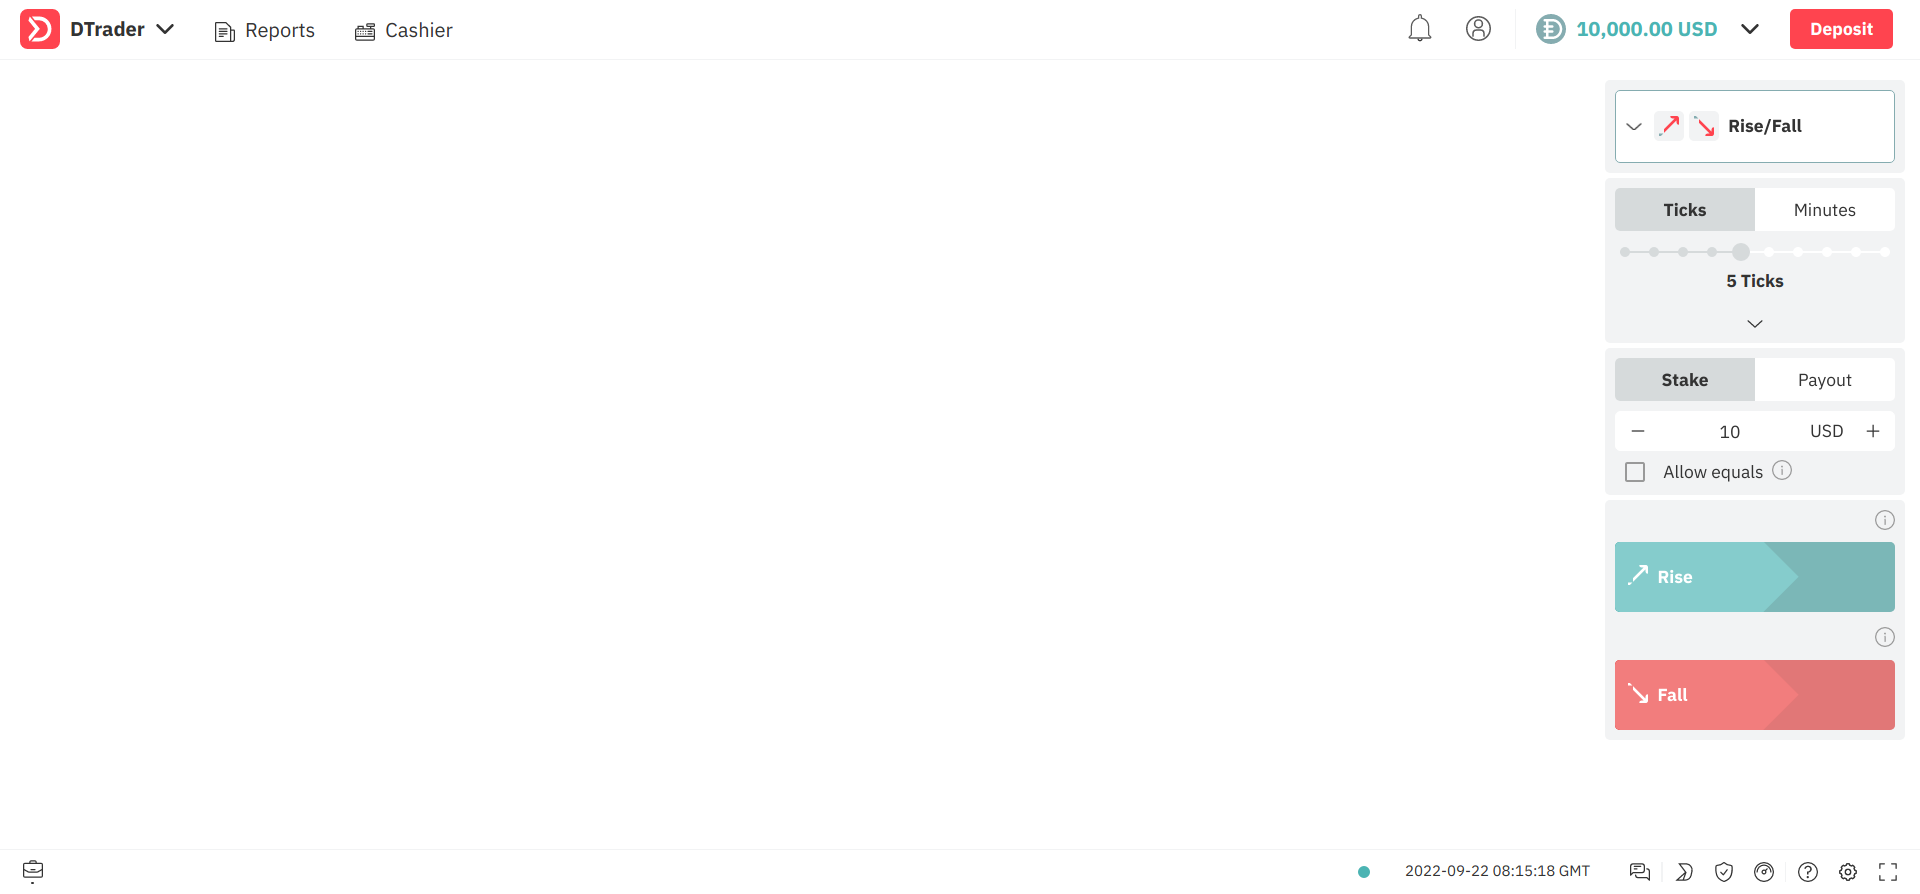 DTrader
Reports
Cashier
10,000.00 USD
Deposit
Rise/Fall
Ticks
Minutes
5 Ticks
Stake
Payout
10
USD
Allow equals
Rise
Fall
2022-09-22 08:15:18 GMT